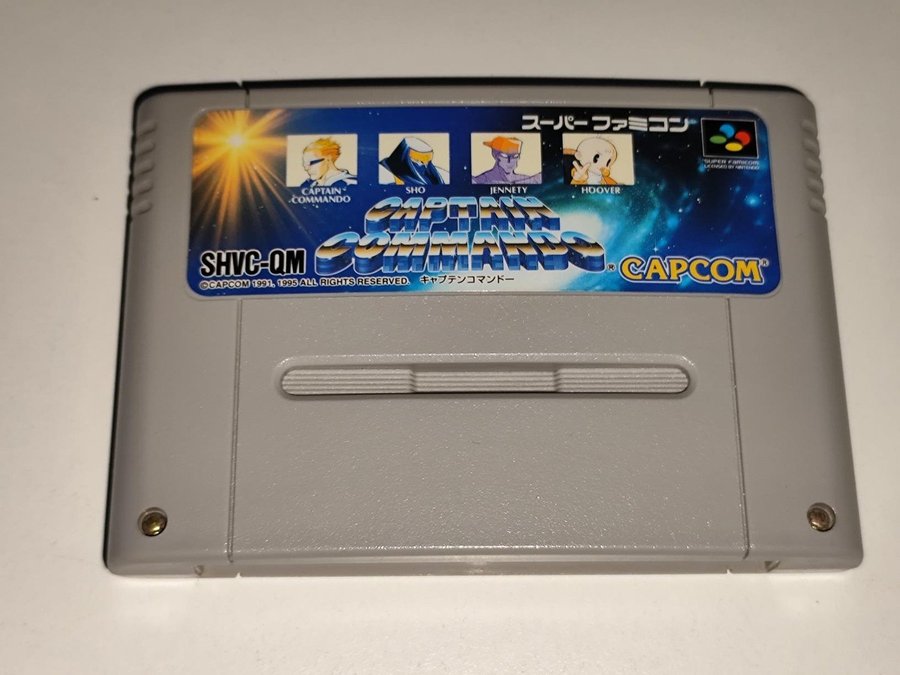 スーパーファミコン
SUPER FAMICOM
LICENSED BY NINTENDO
CAPTAIN COMMANDO
SHO
JENNETY
HOOVER
CAPTAIN
COMMANDO®
SHVC-QM
CAPCOM®
©CAPCOM 1991, 1995 ALL RIGHTS RESERVED. キャプテンコマンドー